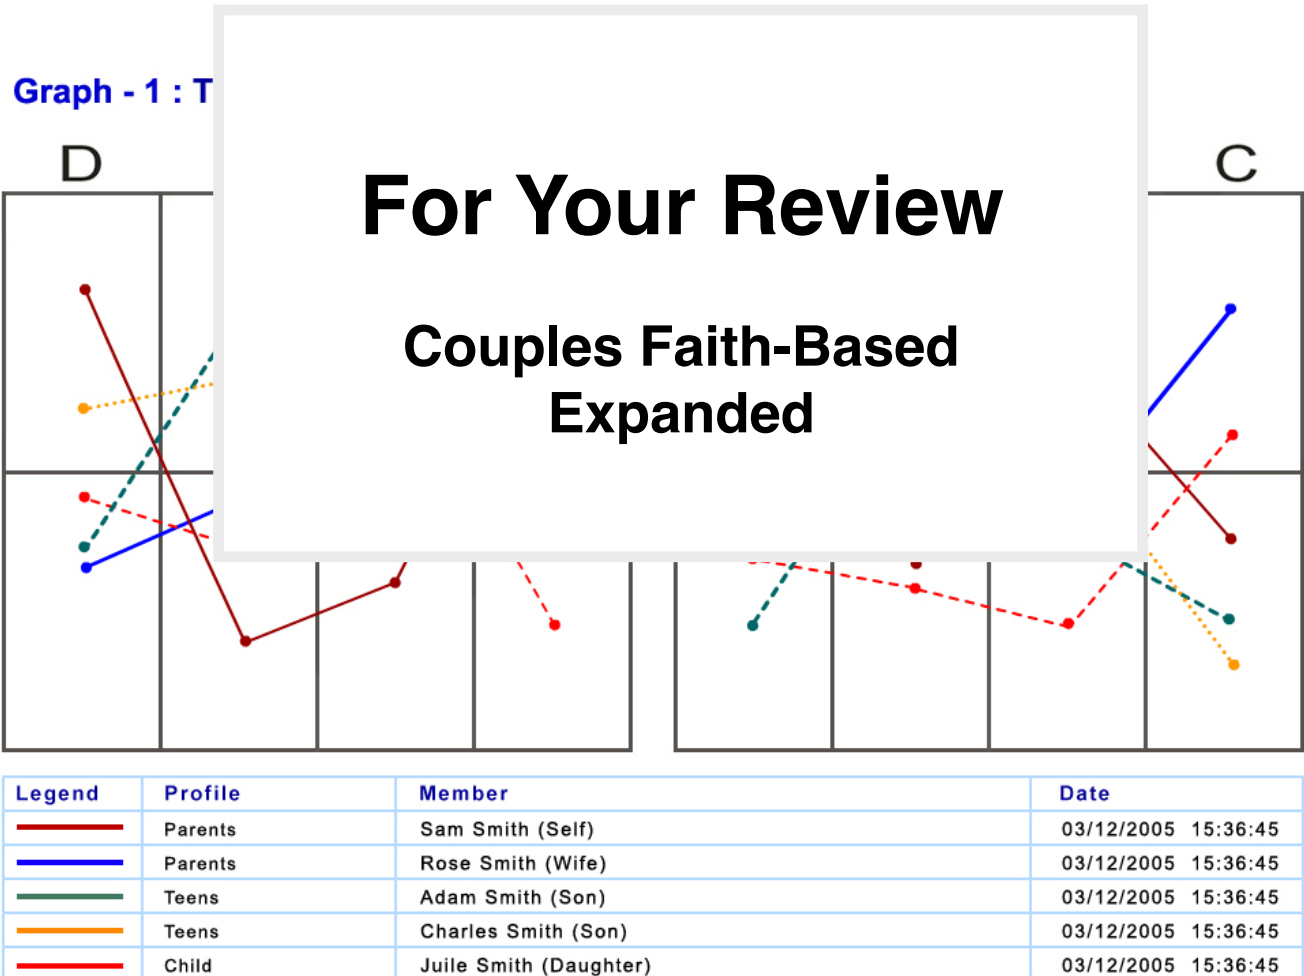 Graph - 1 : T
D
C
For Your Review
Couples Faith-Based
Expanded
Legend Profile Member Date
Parents Sam Smith (Self) 03/12/2005 15:36:45
Parents Rose Smith (Wife) 03/12/2005 15:36:45
Teens Adam Smith (Son) 03/12/2005 15:36:45
Teens Charles Smith (Son) 03/12/2005 15:36:45
Child Juile Smith (Daughter) 03/12/2005 15:36:45